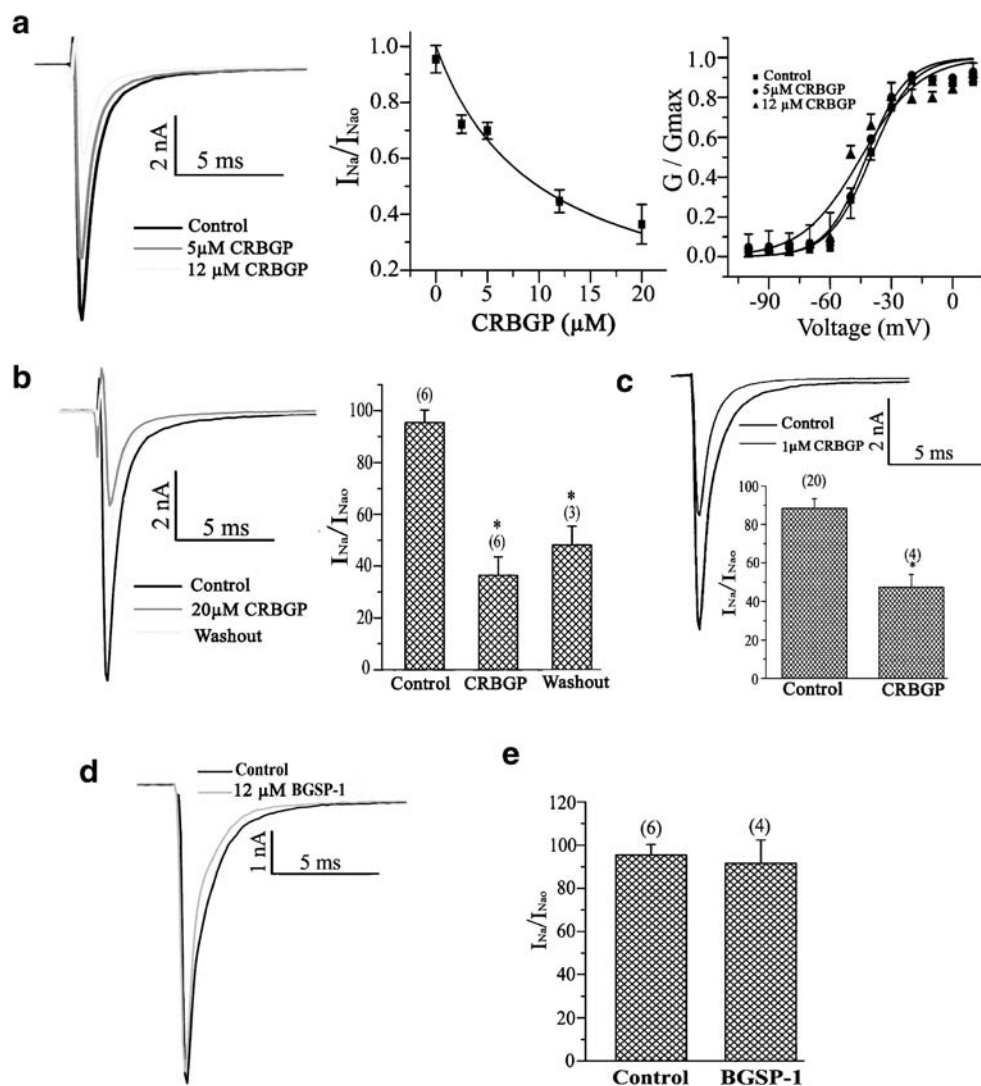 a
2 nA
5 ms
Control
5µM CRBGP
12 µM CRBGP
INa/INao
1.0
0.8
0.6
0.4
0.2
0
5
10
15
20
CRBGP (µM)
G / Gmax
1.0
0.8
0.6
0.4
0.2
0.0
Control
5µM CRBGP
12 µM CRBGP
-90
-60
-30
0
Voltage (mV)
b
2 nA
5 ms
Control
20µM CRBGP
Washout
INa/INao
100
80
60
40
20
0
(6)
*
(6)
*
(3)
Control
CRBGP
Washout
c
Control
1µM CRBGP
2 nA
5 ms
INa/INao
100
80
60
40
20
0
(20)
(4)
*
Control
CRBGP
d
Control
12 µM BGSP-1
1 nA
5 ms
e
INa/INao
120
100
80
60
40
20
0
(6)
(4)
Control
BGSP-1